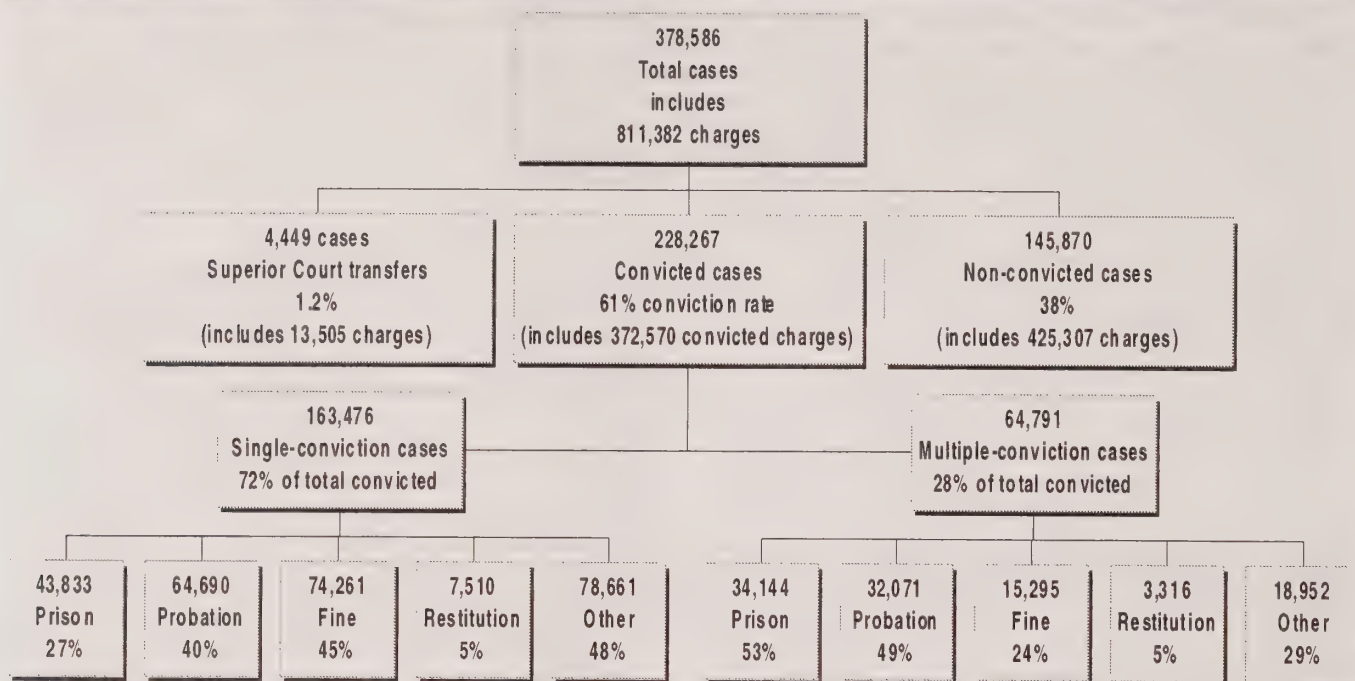 378,586
Total cases
includes
811,382 charges
4,449 cases
Superior Court transfers
1.2%
(includes 13,505 charges)
228,267
Convicted cases
61% conviction rate
(includes 372,570 convicted charges)
145,870
Non-convicted cases
38%
(includes 425,307 charges)
163,476
Single-conviction cases
72% of total convicted
64,791
Multiple-conviction cases
28% of total convicted
43,833
Prison
27%
64,690
Probation
40%
74,261
Fine
45%
7,510
Restitution
5%
78,661
Other
48%
34,144
Prison
53%
32,071
Probation
49%
15,295
Fine
24%
3,316
Restitution
5%
18,952
Other
29%